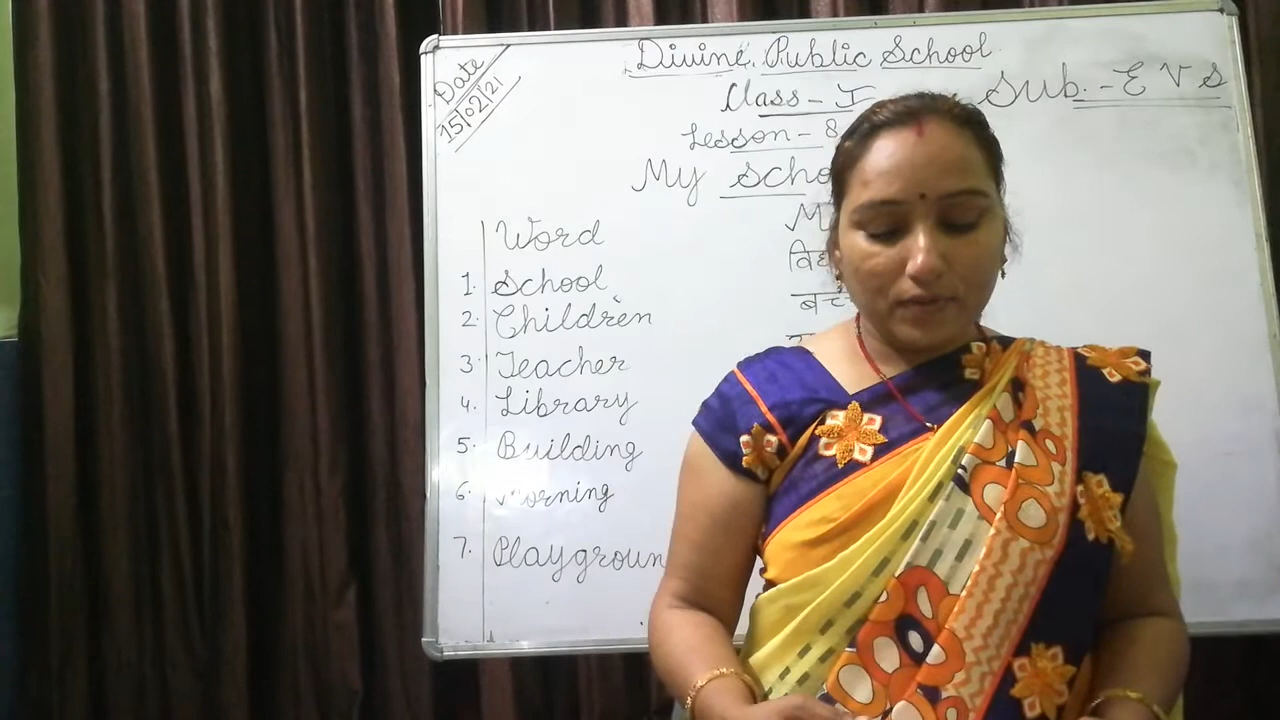 Date
15/02/21
Divine Public School
Class - I
Sub. - E V S
Lesson - 8
My
Word
1. School
2. Children
3. Teacher
4. Library
5. Building
6. Morning
7. Playgroun